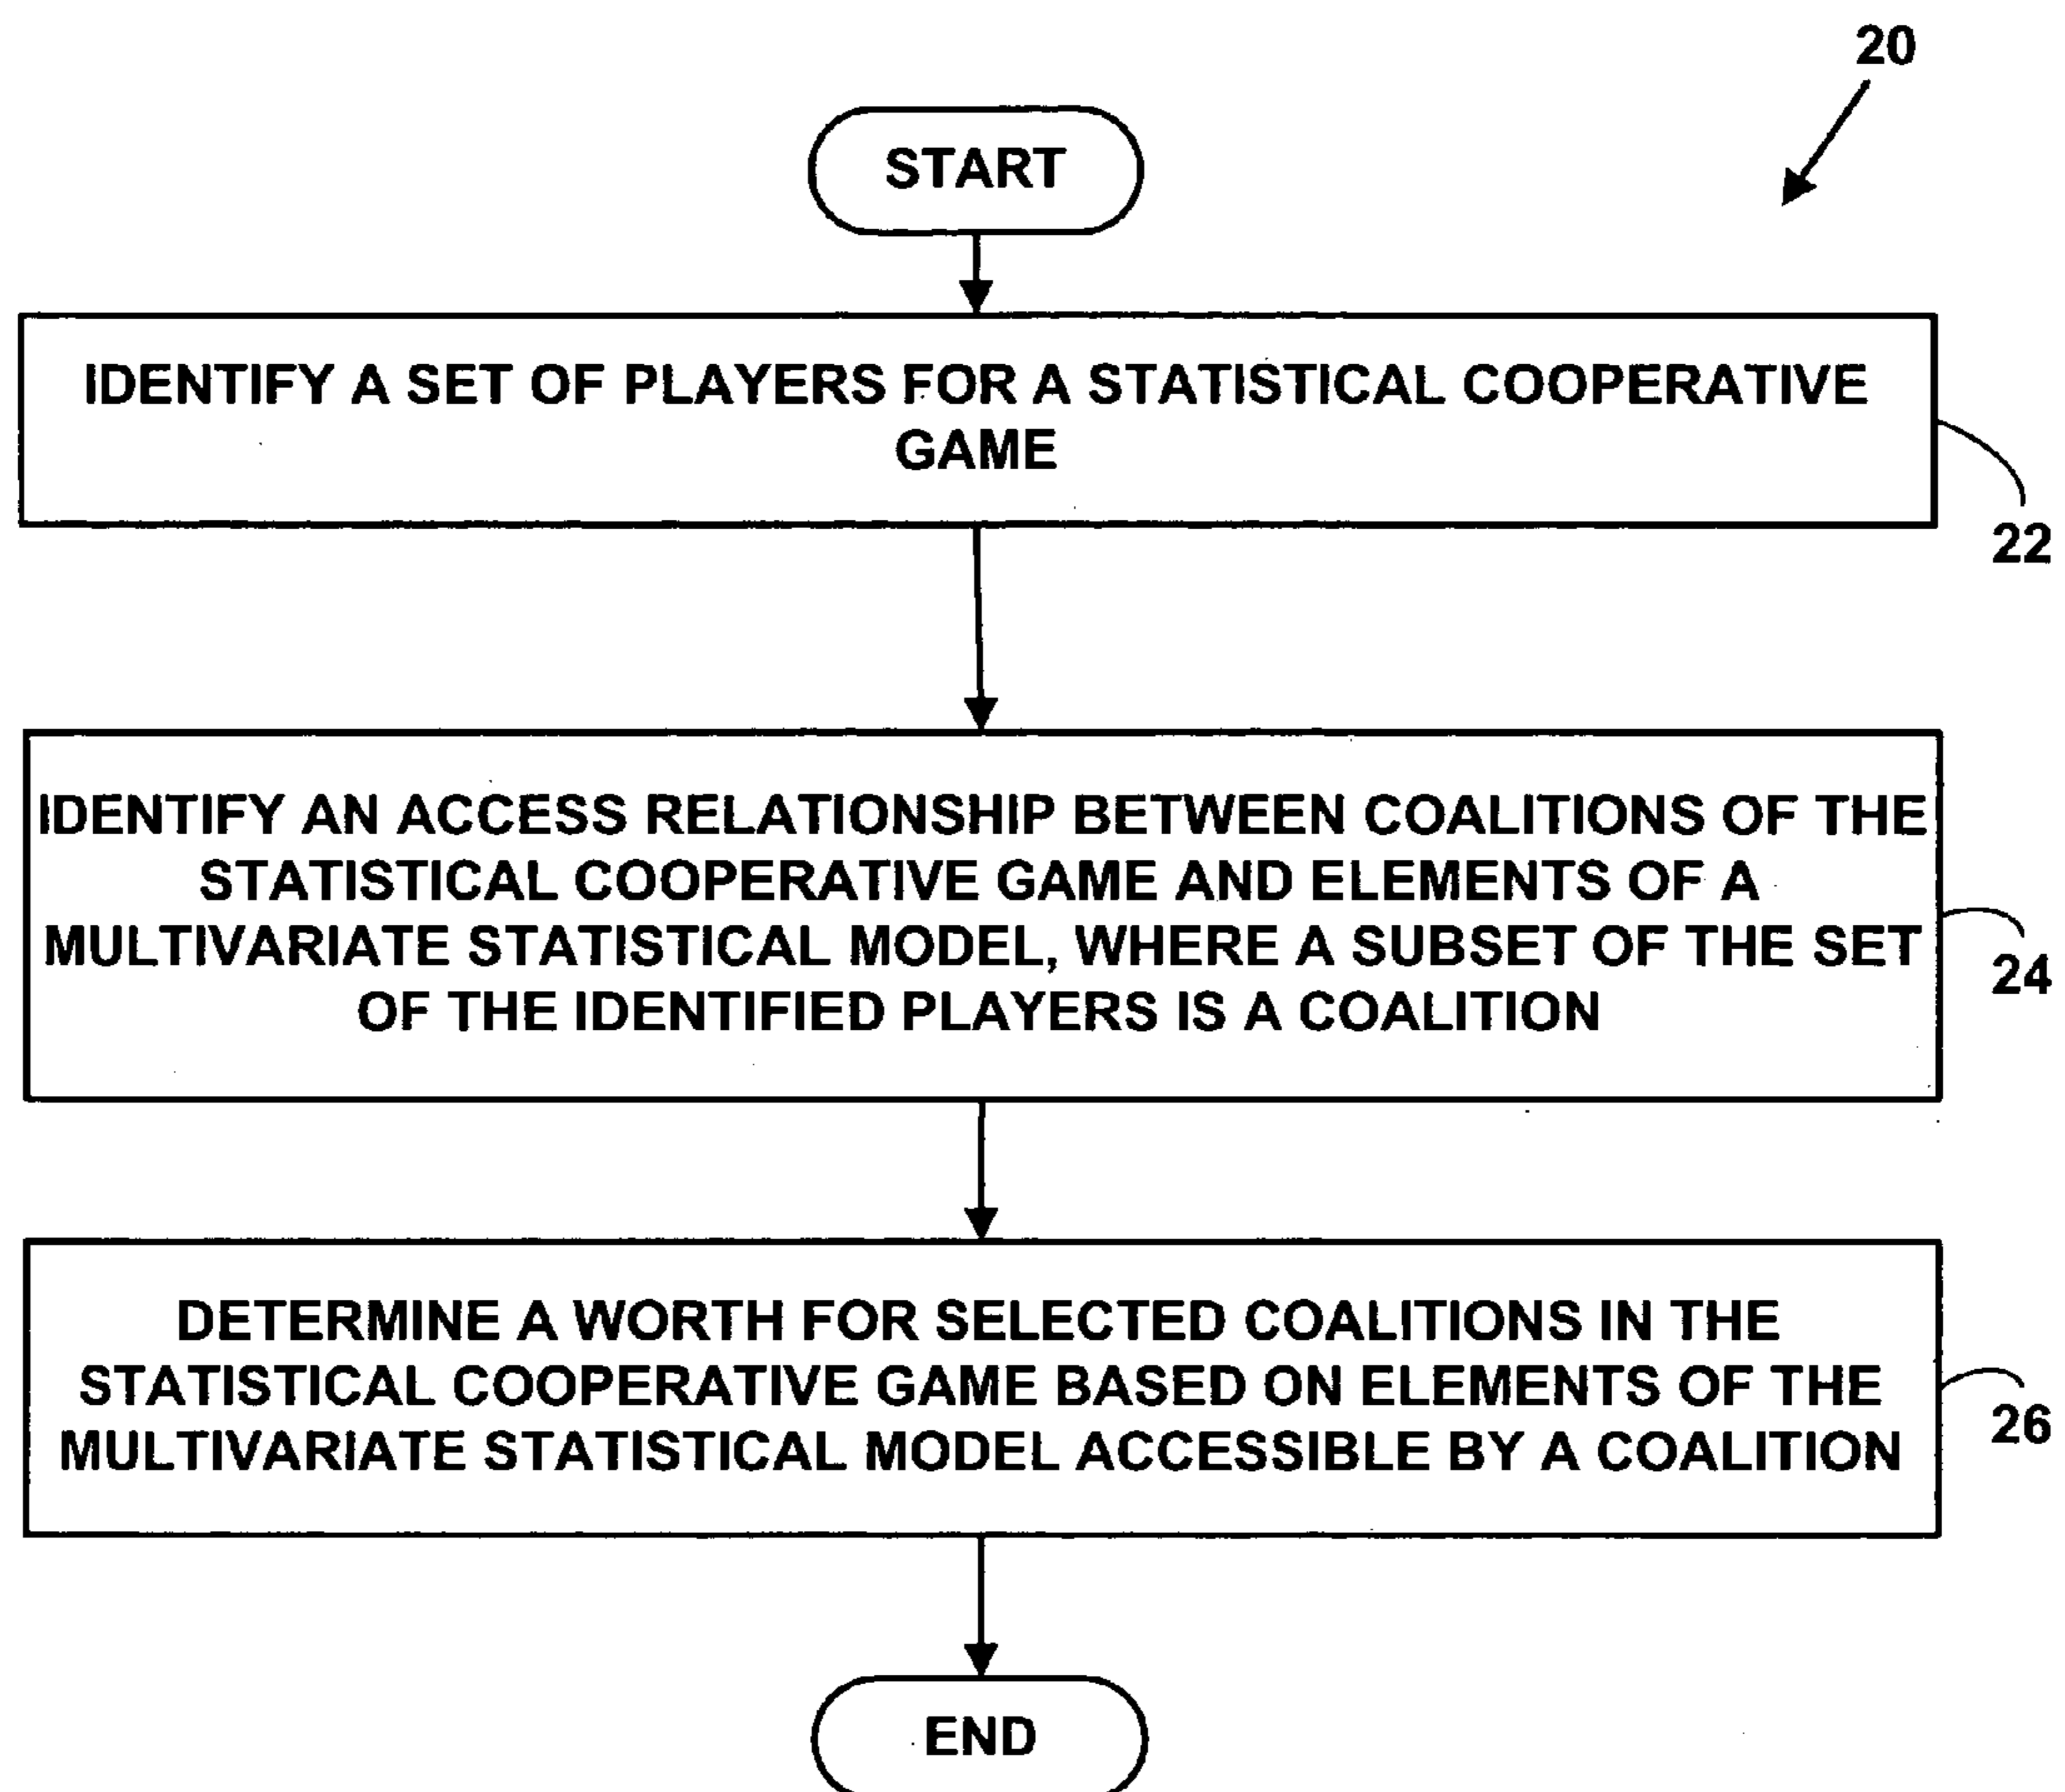 20
START
IDENTIFY A SET OF PLAYERS FOR A STATISTICAL COOPERATIVE
GAME
22
IDENTIFY AN ACCESS RELATIONSHIP BETWEEN COALITIONS OF THE
STATISTICAL COOPERATIVE GAME AND ELEMENTS OF A
MULTIVARIATE STATISTICAL MODEL, WHERE A SUBSET OF THE SET
OF THE IDENTIFIED PLAYERS IS A COALITION
24
DETERMINE A WORTH FOR SELECTED COALITIONS IN THE
STATISTICAL COOPERATIVE GAME BASED ON ELEMENTS OF THE
MULTIVARIATE STATISTICAL MODEL ACCESSIBLE BY A COALITION
26
END